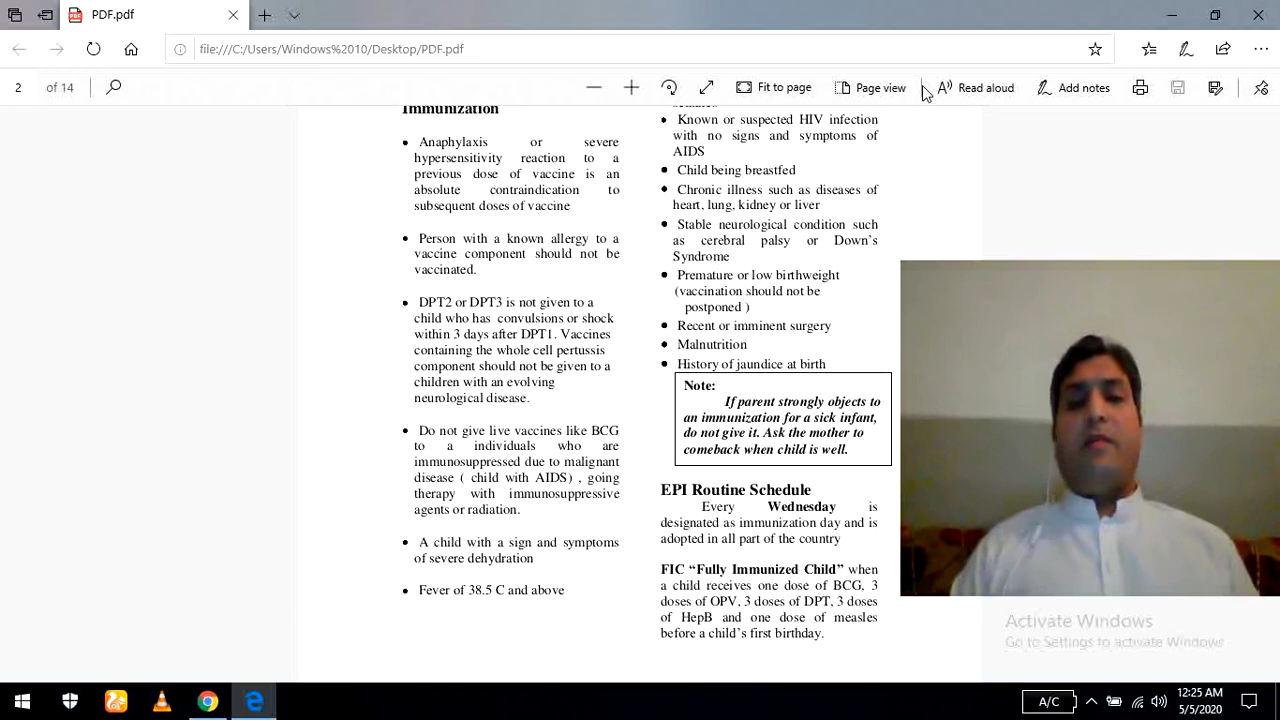 PDF.pdf
file:///C:/Users/Windows%2010/Desktop/PDF.pdf
2 of 14
Fit to page
Page view
Read aloud
Add notes
Immunization
• Anaphylaxis or severe
hypersensitivity reaction to a
previous dose of vaccine is an
absolute contraindication to
subsequent doses of vaccine
• Person with a known allergy to a
vaccine component should not be
vaccinated.
• DPT2 or DPT3 is not given to a
child who has convulsions or shock
within 3 days after DPT1. Vaccines
containing the whole cell pertussis
component should not be given to a
children with an evolving
neurological disease.
• Do not give live vaccines like BCG
to a individuals who are
immunosuppressed due to malignant
disease ( child with AIDS) , going
therapy with immunosuppressive
agents or radiation.
• A child with a sign and symptoms
of severe dehydration
• Fever of 38.5 C and above
• Known or suspected HIV infection
with no signs and symptoms of
AIDS
• Child being breastfed
• Chronic illness such as diseases of
heart, lung, kidney or liver
• Stable neurological condition such
as cerebral palsy or Down's
Syndrome
• Premature or low birthweight
(vaccination should not be
postponed )
• Recent or imminent surgery
• Malnutrition
• History of jaundice at birth
Note:
If parent strongly objects to
an immunization for a sick infant,
do not give it. Ask the mother to
comeback when child is well.
EPI Routine Schedule
Every Wednesday is
designated as immunization day and is
adopted in all part of the country
FIC “Fully Immunized Child” when
a child receives one dose of BCG, 3
doses of OPV, 3 doses of DPT, 3 doses
of HepB and one dose of measles
before a child's first birthday.
Activate Windows
Go to Settings to activate Windows
A/C
12:25 AM
5/5/2020